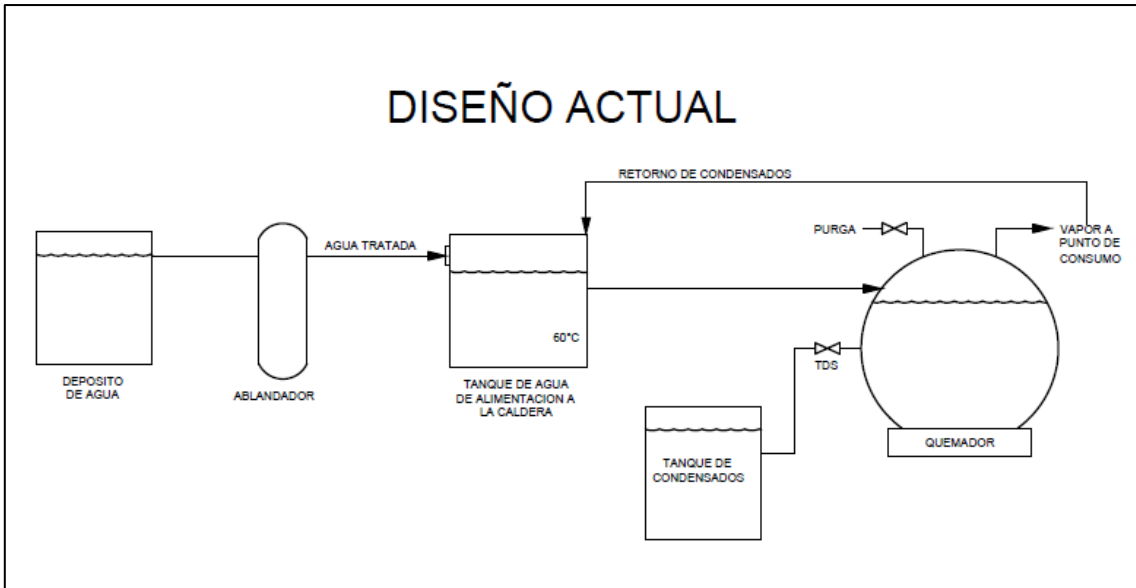 DISEÑO ACTUAL
RETORNO DE CONDENSADOS
AGUA TRATADA
PURGA
VAPOR A
PUNTO DE
CONSUMO
60°C
TDS
DEPOSITO
DE AGUA
ABLANDADOR
TANQUE DE AGUA
DE ALIMENTACION A
LA CALDERA
TANQUE DE
CONDENSADOS
QUEMADOR